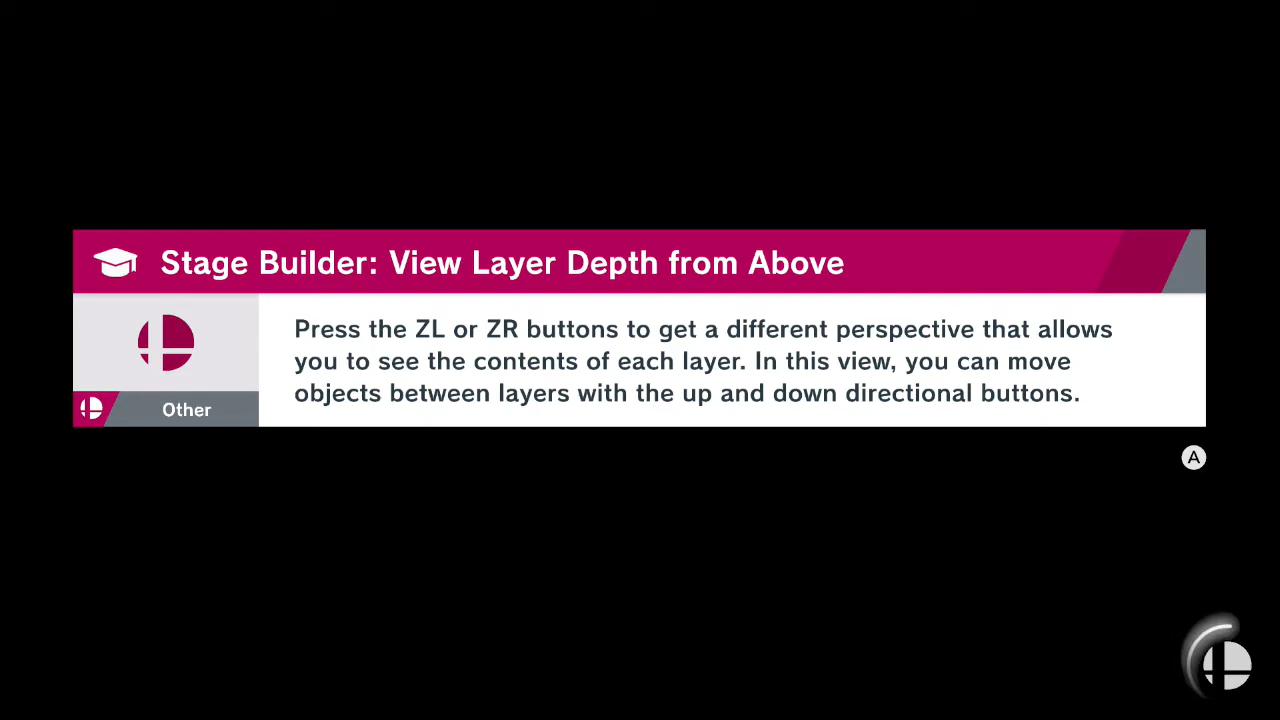 Stage Builder: View Layer Depth from Above
Press the ZL or ZR buttons to get a different perspective that allows
you to see the contents of each layer. In this view, you can move
objects between layers with the up and down directional buttons.
Other
A